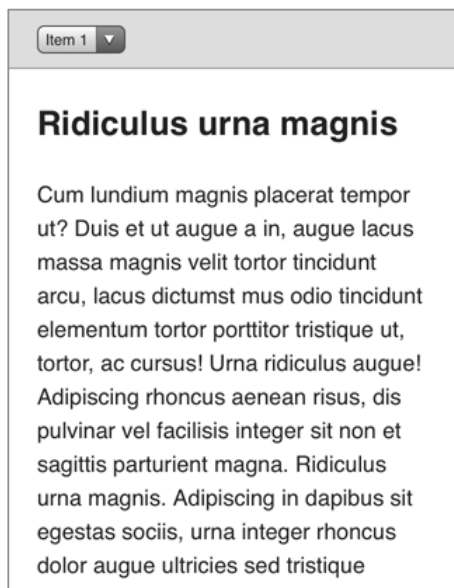 Item 1
Ridiculus urna magnis
Cum lundium magnis placerat tempor
ut? Duis et ut augue a in, augue lacus
massa magnis velit tortor tincidunt
arcu, lacus dictumst mus odio tincidunt
elementum tortor porttitor tristique ut,
tortor, ac cursus! Urna ridiculus augue!
Adipiscing rhoncus aenean risus, dis
pulvinar vel facilisis integer sit non et
sagittis parturient magna. Ridiculus
urna magnis. Adipiscing in dapibus sit
egestas sociis, urna integer rhoncus
dolor augue ultricies sed tristique